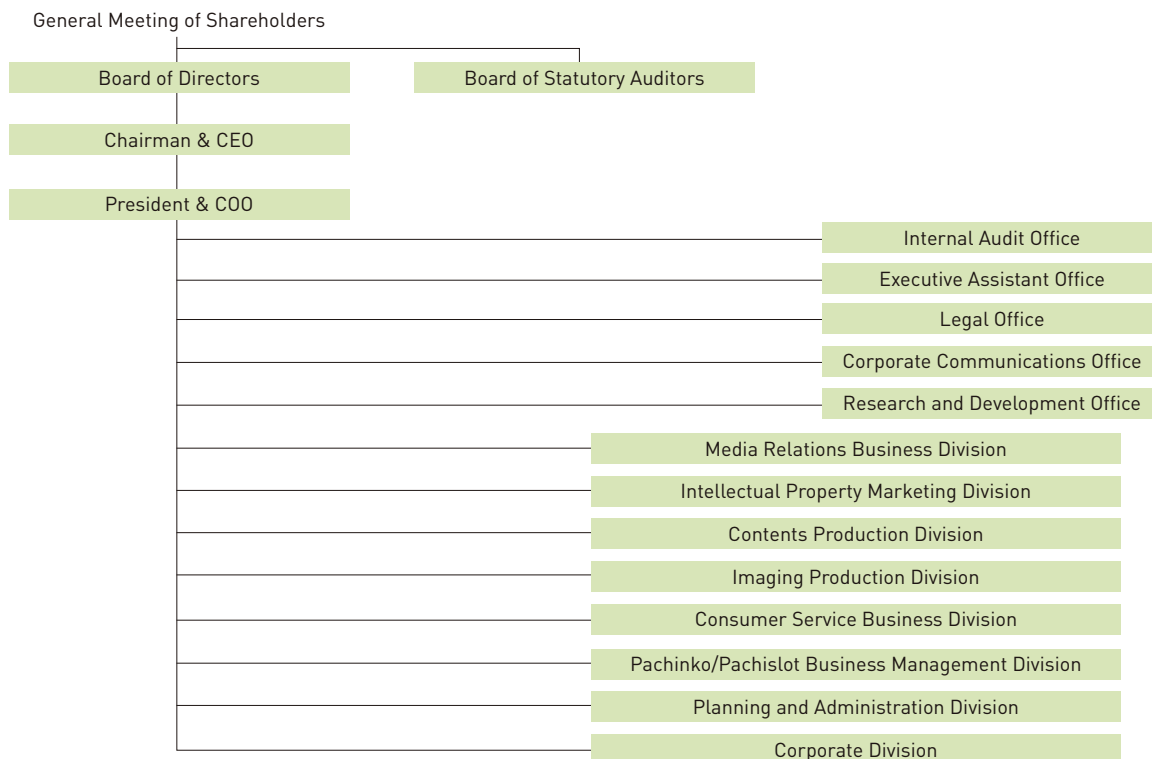 General Meeting of Shareholders
Board of Directors
Board of Statutory Auditors
Chairman & CEO
President & COO
Internal Audit Office
Executive Assistant Office
Legal Office
Corporate Communications Office
Research and Development Office
Media Relations Business Division
Intellectual Property Marketing Division
Contents Production Division
Imaging Production Division
Consumer Service Business Division
Pachinko/Pachislot Business Management Division
Planning and Administration Division
Corporate Division